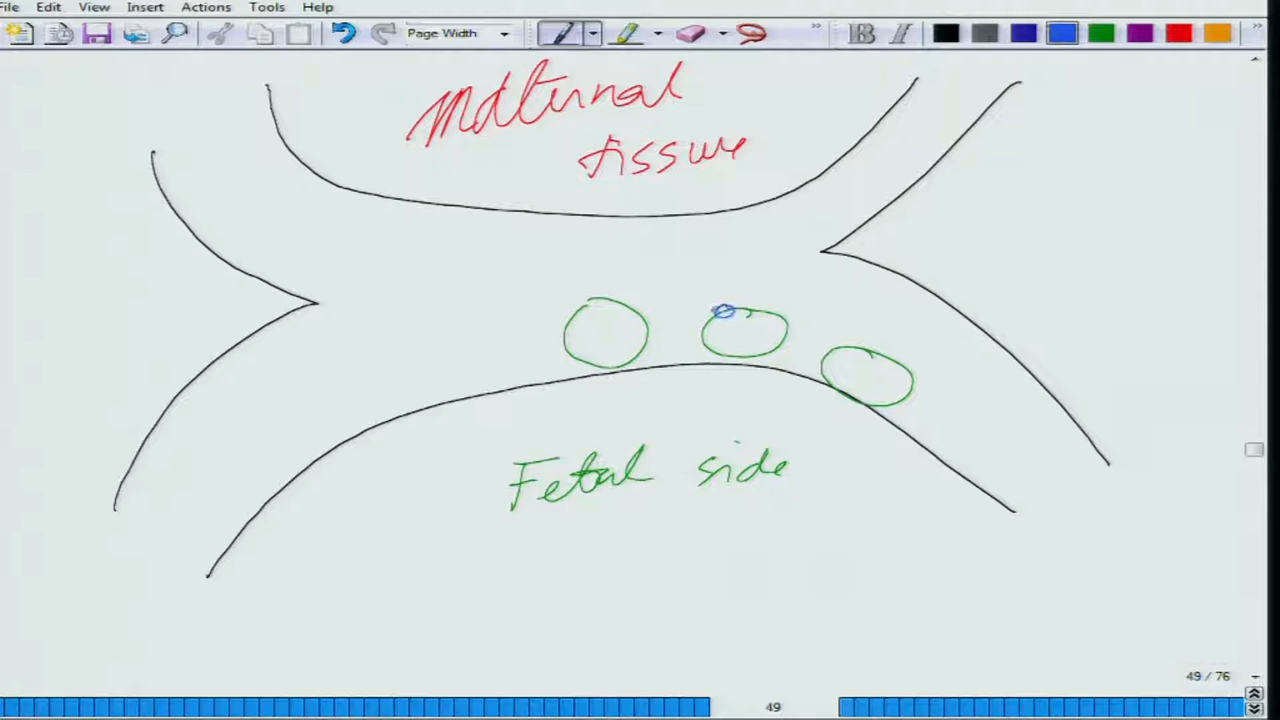 File Edit View Insert Actions Tools Help
Page Width
B I
Maternal
tissue
Fetal side
49 / 76
49